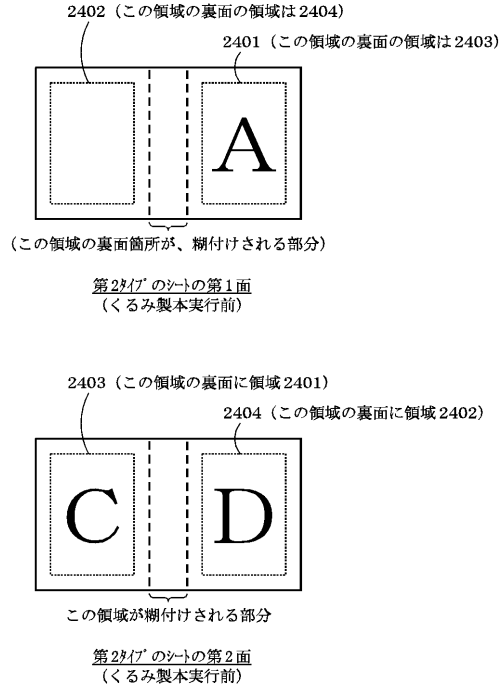 2402（この領域の裏面の領域は2404）
2401（この領域の裏面の領域は2403）
A
（この領域の裏面箇所が、糊付けされる部分）
第2ﾀｲﾌﾟのｼｰﾄの第1面
（くるみ製本実行前）
2403（この領域の裏面に領域2401）
2404（この領域の裏面に領域2402）
C D
この領域が糊付けされる部分
第2ﾀｲﾌﾟのｼｰﾄの第2面
（くるみ製本実行前）